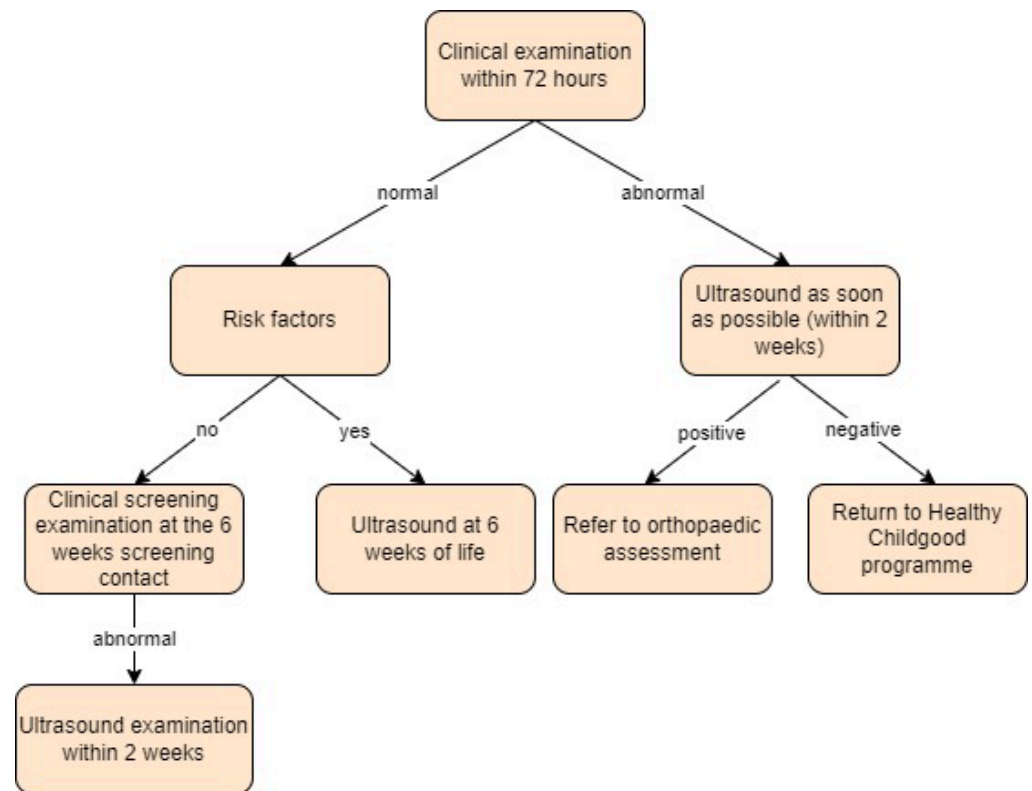 Clinical examination
within 72 hours
normal
abnormal
Risk factors
Ultrasound as soon
as possible (within 2
weeks)
no
yes
positive
negative
Clinical screening
examination at the 6
weeks screening
contact
Ultrasound at 6
weeks of life
Refer to orthopaedic
assessment
Return to Healthy
Childgood
programme
abnormal
Ultrasound examination
within 2 weeks